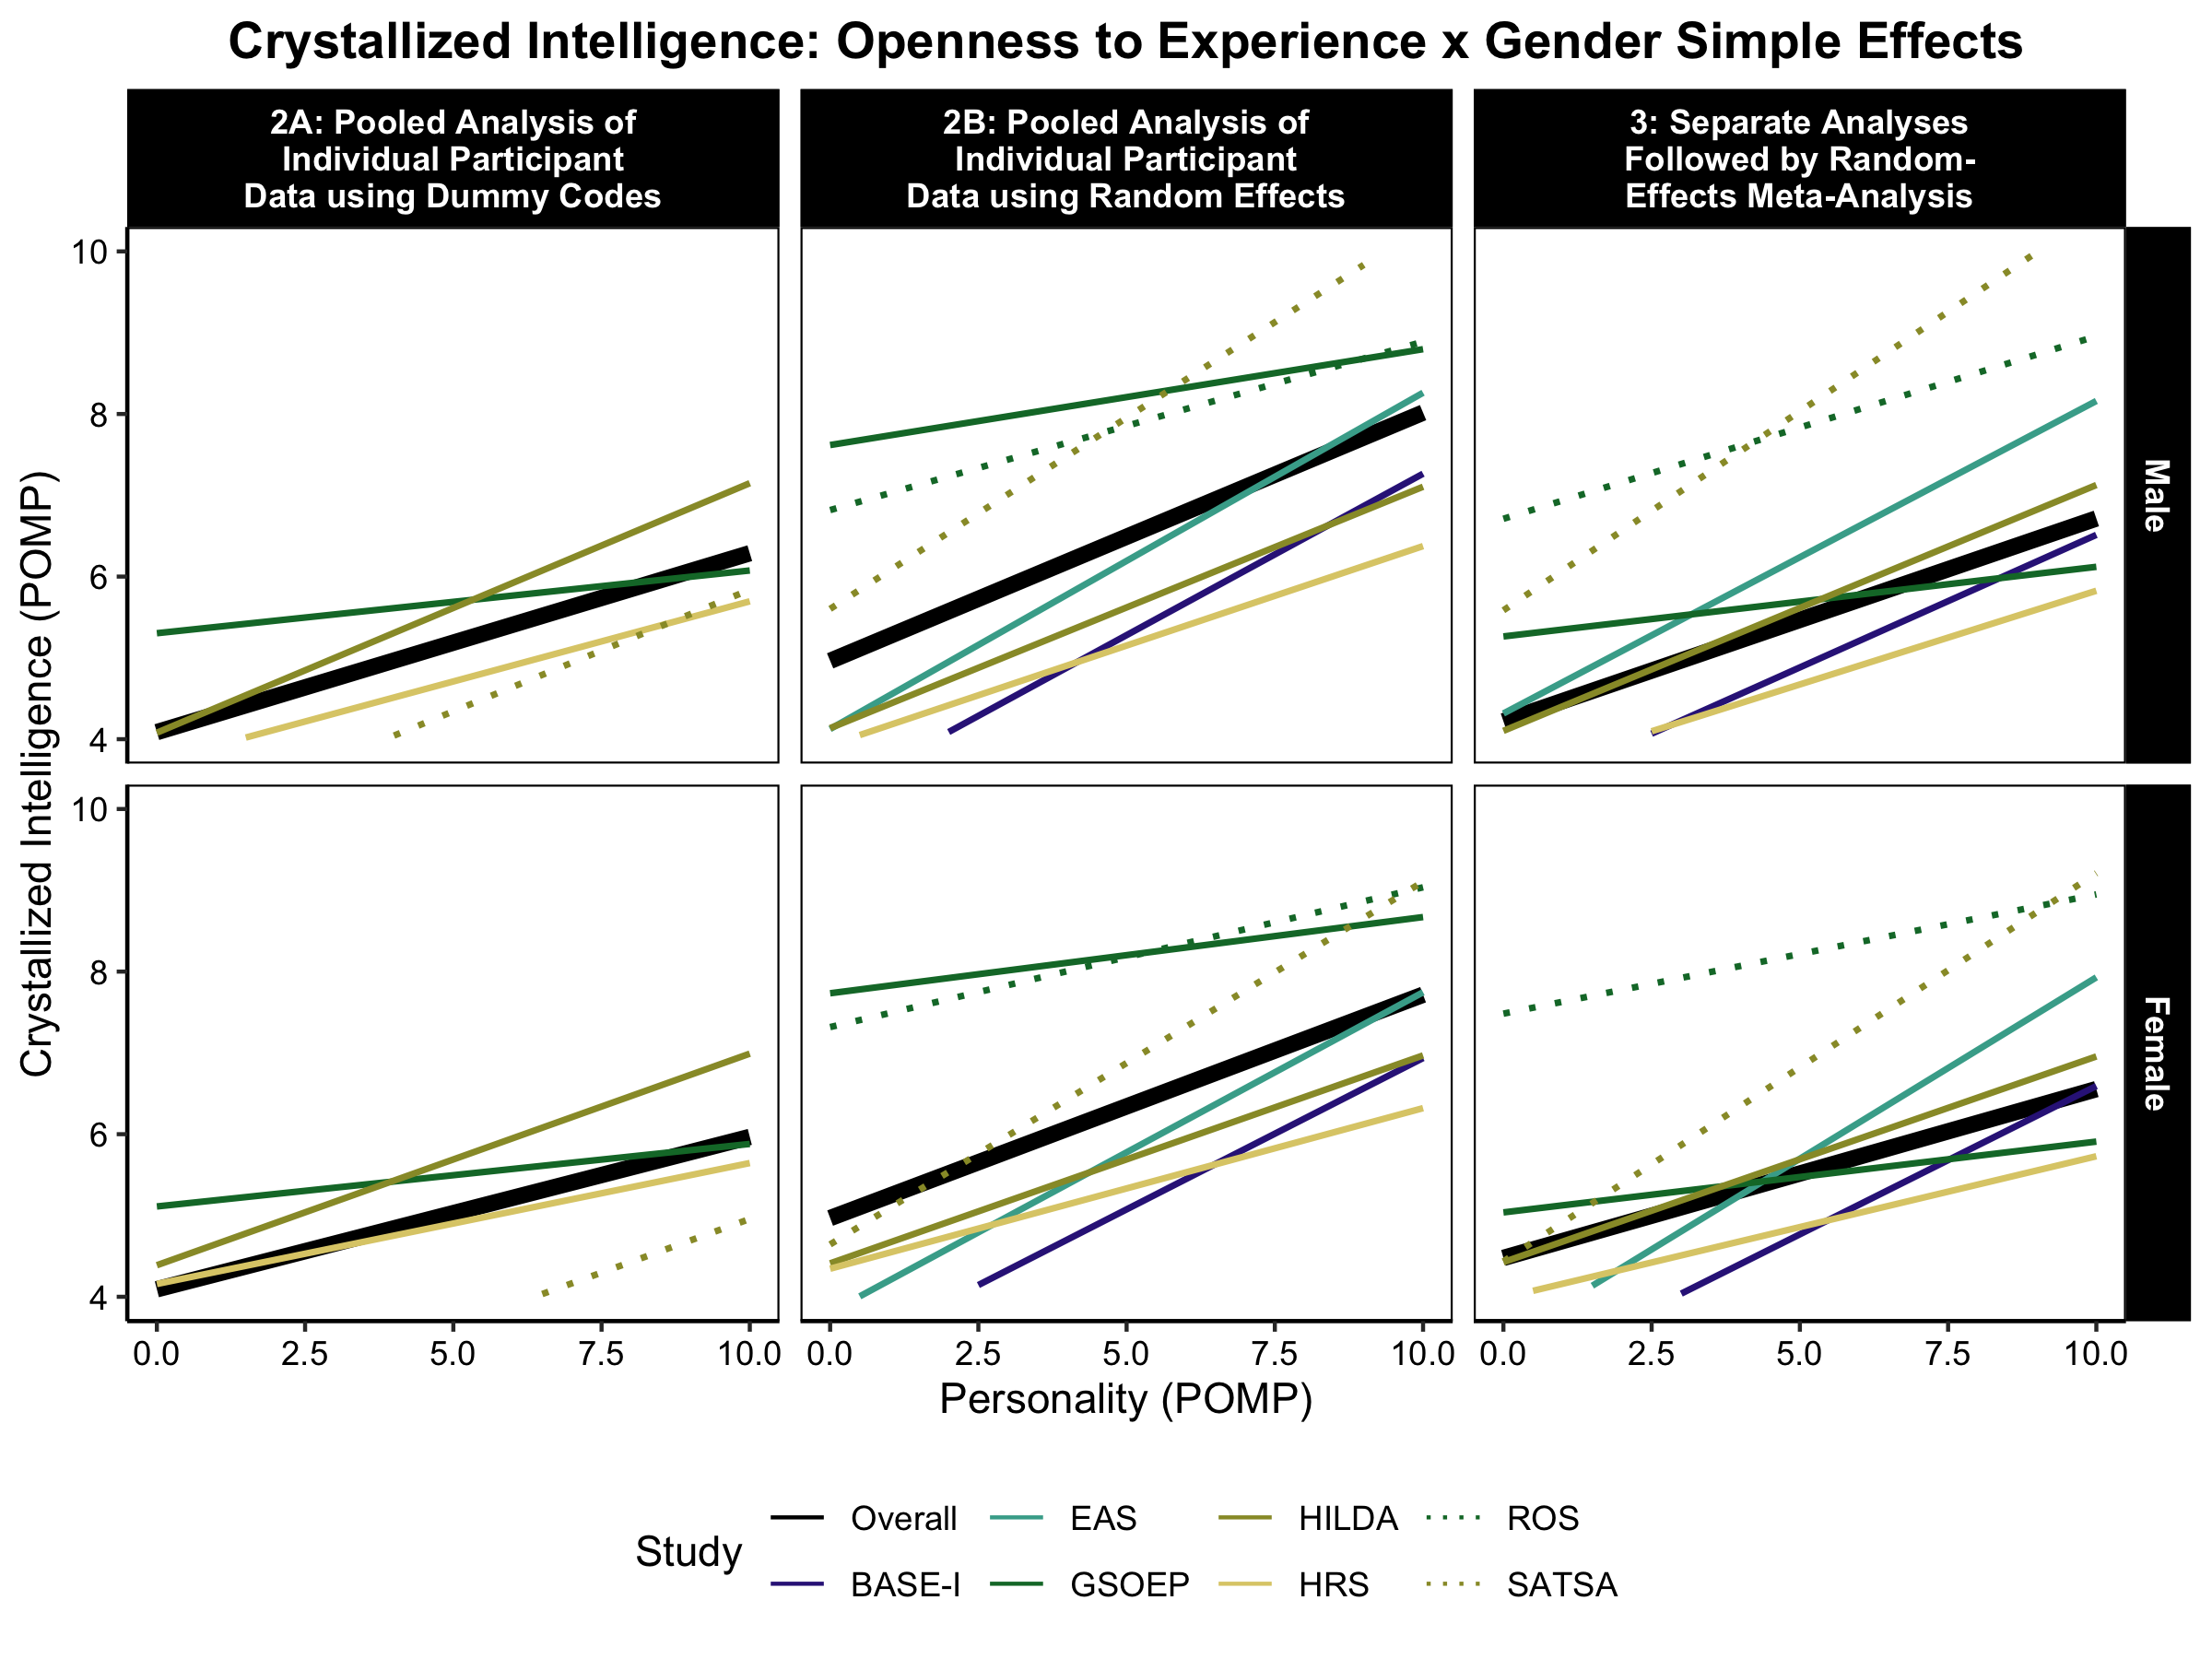 Crystallized Intelligence: Openness to Experience x Gender Simple Effects
2A: Pooled Analysis of
Individual Participant
Data using Dummy Codes
2B: Pooled Analysis of
Individual Participant
Data using Random Effects
3: Separate Analyses
Followed by Random-
Effects Meta-Analysis
Crystallized Intelligence (POMP)
10
8
6
4
Male
10
8
6
4
Female
0.0 2.5 5.0 7.5 10.0
0.0 2.5 5.0 7.5 10.0
0.0 2.5 5.0 7.5 10.0
Personality (POMP)
Study
Overall EAS HILDA ROS
BASE-I GSOEP HRS SATSA